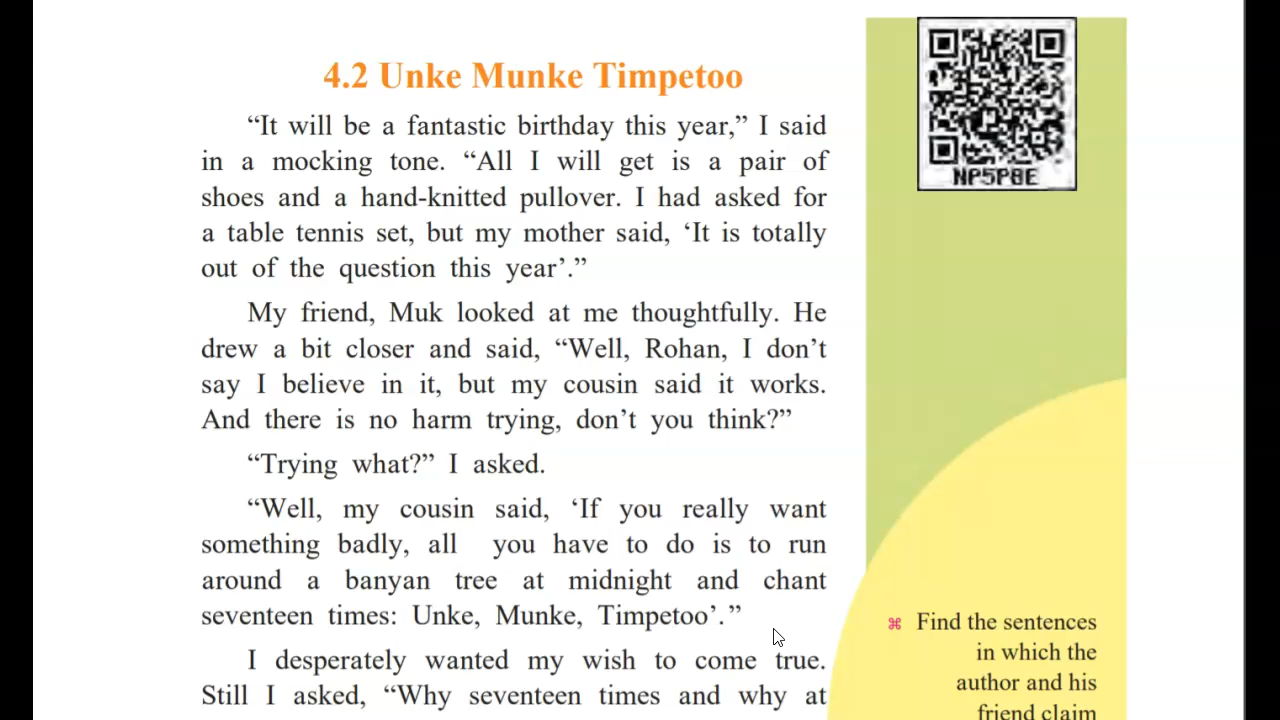 4.2 Unke Munke Timpetoo
“It will be a fantastic birthday this year,” I said
in a mocking tone. “All I will get is a pair of
shoes and a hand-knitted pullover. I had asked for
a table tennis set, but my mother said, ‘It is totally
out of the question this year’.”
My friend, Muk looked at me thoughtfully. He
drew a bit closer and said, “Well, Rohan, I don’t
say I believe in it, but my cousin said it works.
And there is no harm trying, don’t you think?”
“Trying what?” I asked.
“Well, my cousin said, ‘If you really want
something badly, all you have to do is to run
around a banyan tree at midnight and chant
seventeen times: Unke, Munke, Timpetoo’.”
I desperately wanted my wish to come true.
Still I asked, “Why seventeen times and why at
NP5P8E
⌘ Find the sentences
in which the
author and his
friend claim